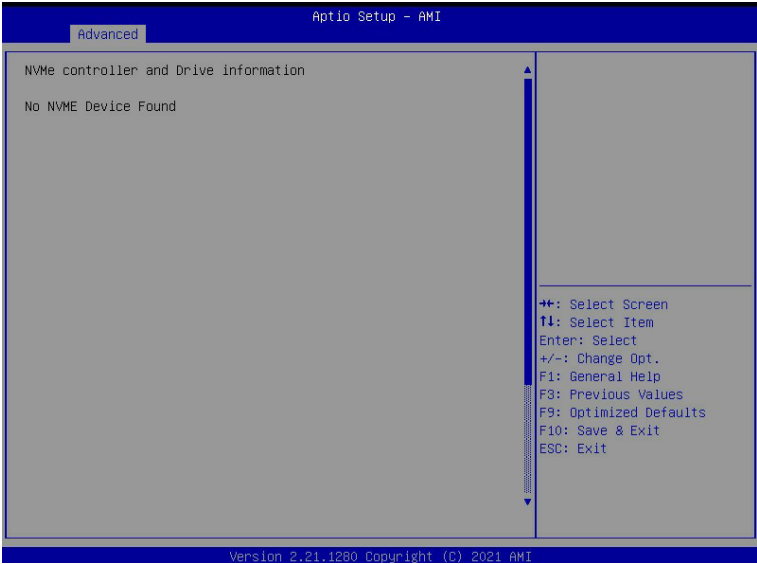 Aptio Setup – AMI
Advanced
NVMe controller and Drive information
No NVME Device Found
→←: Select Screen
↑↓: Select Item
Enter: Select
+/-: Change Opt.
F1: General Help
F3: Previous Values
F9: Optimized Defaults
F10: Save & Exit
ESC: Exit
Version 2.21.1280 Copyright (C) 2021 AMI